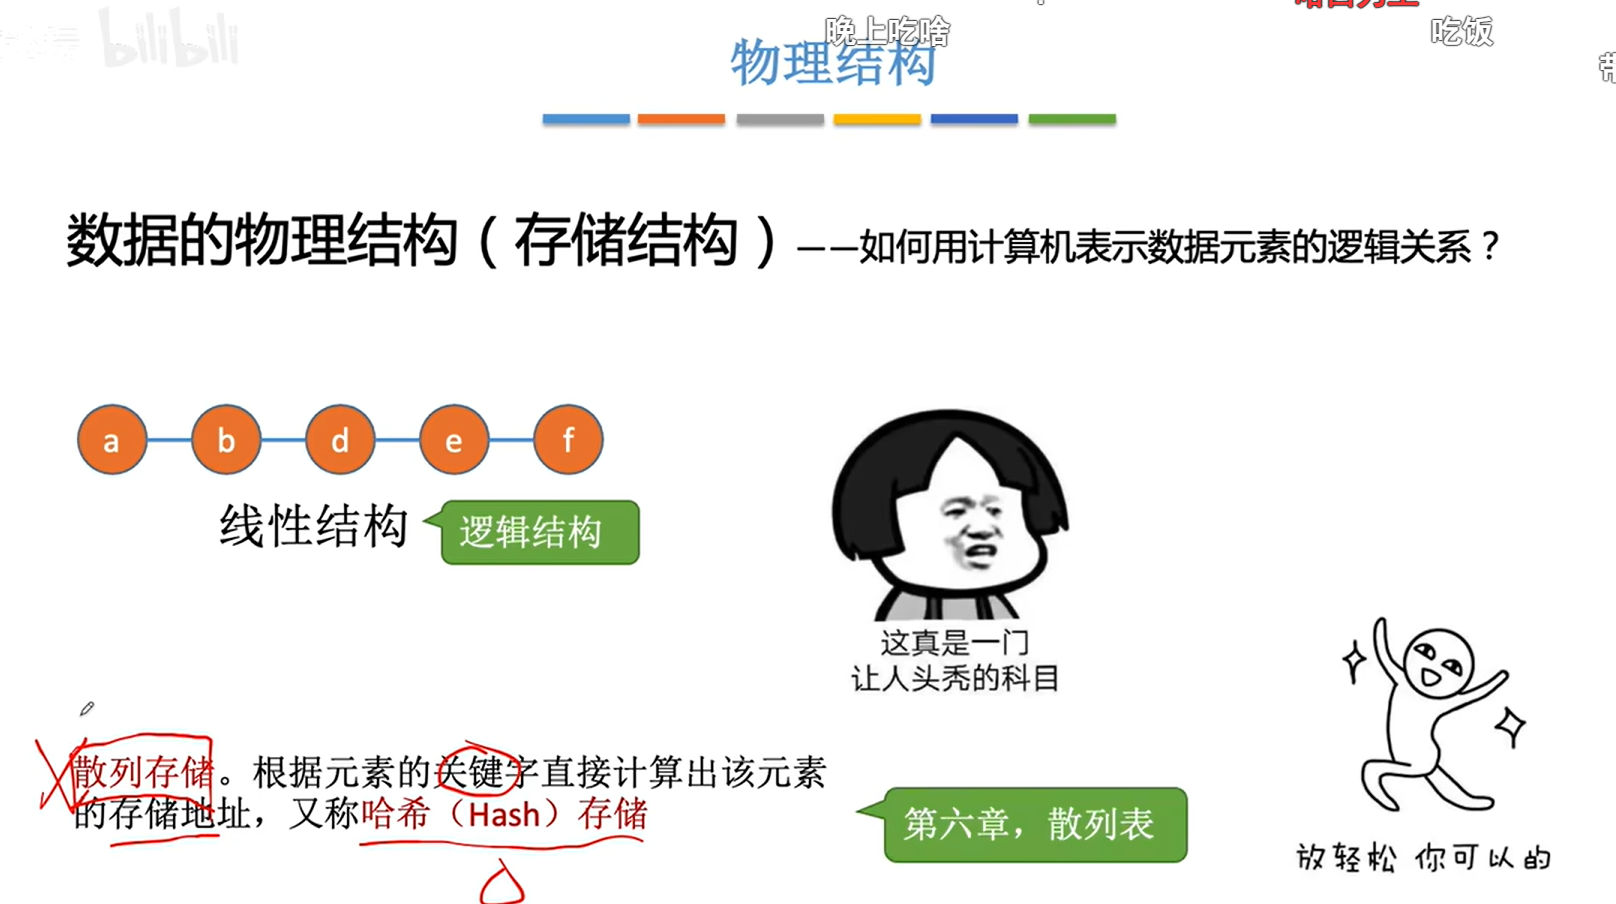 bilibili
晚上吃啥
吃饭
物理结构
数据的物理结构（存储结构）——如何用计算机表示数据元素的逻辑关系？
a b d e f
线性结构
逻辑结构
这真是一门
让人头秃的科目
散列存储。根据元素的关键字直接计算出该元素
的存储地址，又称哈希（Hash）存储
第六章，散列表
放轻松 你可以的